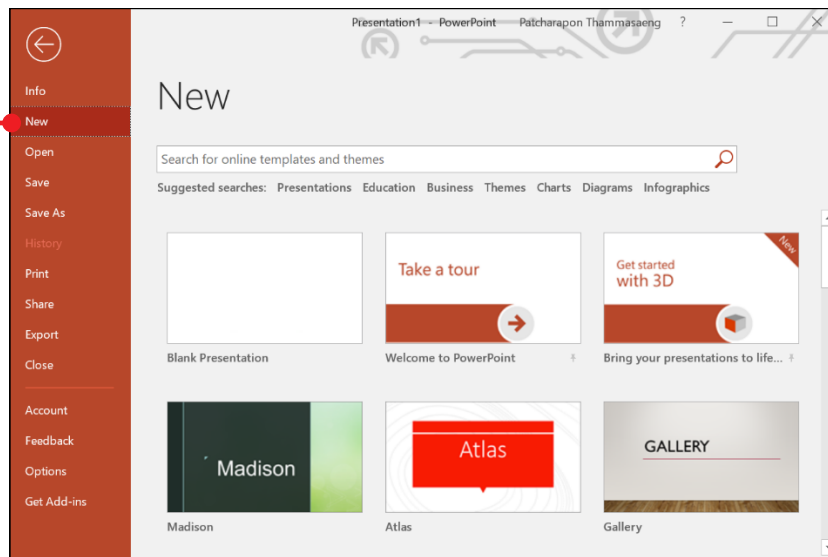 Presentation1 - PowerPoint Patcharapon Thammasaeng ?
Info
New
Open
Save
Save As
History
Print
Share
Export
Close
Account
Feedback
Options
Get Add-ins
New
Search for online templates and themes
Suggested searches: Presentations Education Business Themes Charts Diagrams Infographics
Take a tour
Get started
with 3D
New
Blank Presentation
Welcome to PowerPoint
Bring your presentations to life...
Madison
Atlas
GALLERY
Madison
Atlas
Gallery